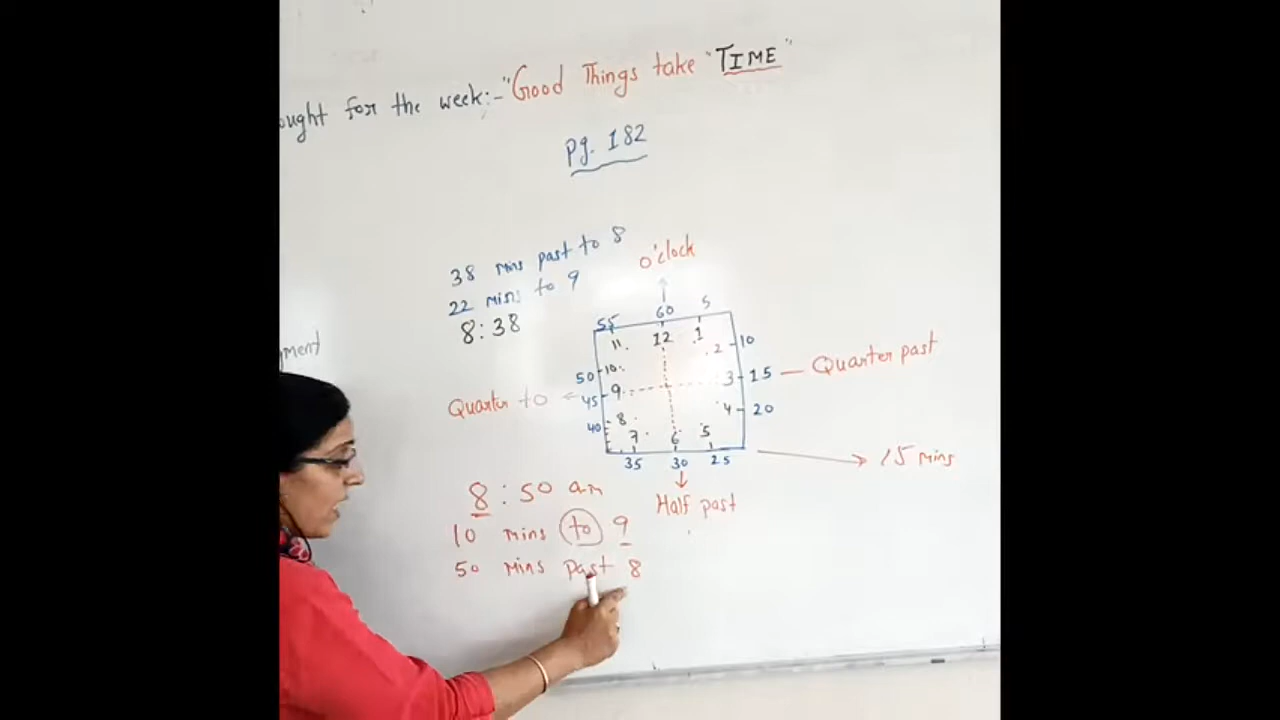 ought for the week:- "Good Things take "TIME"
pg. 182
38 mins past to 8
22 mins to 9
8:38
o'clock
55 60 5
11 12 1
50 10 2 10
45 9 3 15
40 8 4 20
7 6 5
35 30 25
Quarter to
Quarter past
15 mins
Half past
8:50 am
10 mins to 9
50 mins past 8